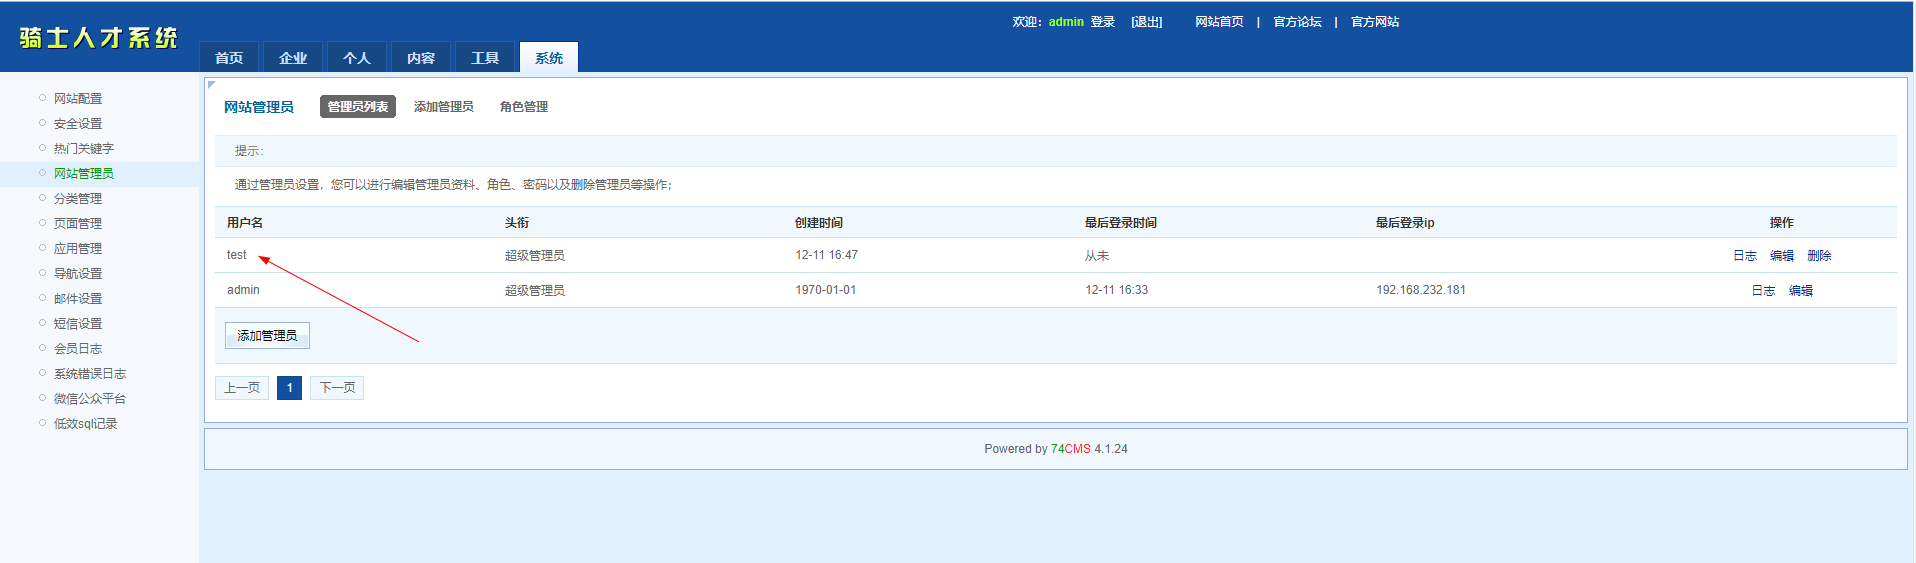 骑士人才系统
欢迎：admin 登录 [退出] 网站首页 | 官方论坛 | 官方网站
首页 企业 个人 内容 工具 系统
网站配置
安全设置
热门关键字
网站管理员
分类管理
页面管理
应用管理
导航设置
邮件设置
短信设置
会员日志
系统错误日志
微信公众平台
低效sql记录
网站管理员 管理员列表 添加管理员 角色管理
提示：
通过管理员设置，您可以进行编辑管理员资料、角色、密码以及删除管理员等操作；
用户名 头衔 创建时间 最后登录时间 最后登录ip 操作
test 超级管理员 12-11 16:47 从未 日志 编辑 删除
admin 超级管理员 1970-01-01 12-11 16:33 192.168.232.181 日志 编辑
添加管理员
上一页 1 下一页
Powered by 74CMS 4.1.24